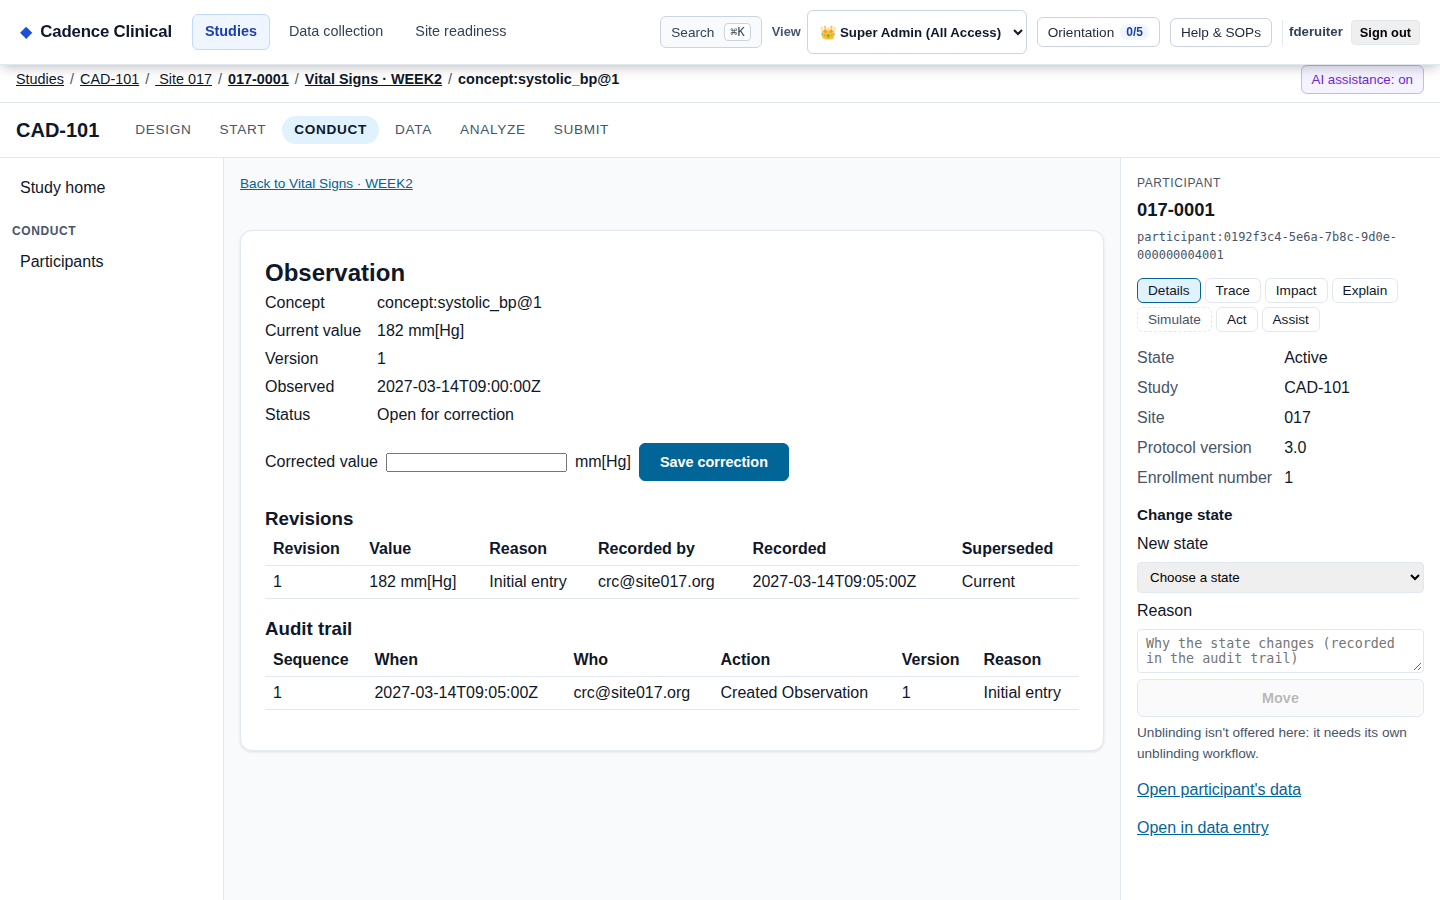 ◆ Cadence Clinical Studies Data collection Site readiness Search ⌘K View 👑 Super Admin (All Access) Orientation 0/5 Help & SOPs fderuiter Sign out
Studies / CAD-101 / Site 017 / 017-0001 / Vital Signs · WEEK2 / concept:systolic_bp@1 AI assistance: on
CAD-101 DESIGN START CONDUCT DATA ANALYZE SUBMIT
Study home
CONDUCT
Participants
Back to Vital Signs · WEEK2
Observation
Concept concept:systolic_bp@1
Current value 182 mm[Hg]
Version 1
Observed 2027-03-14T09:00:00Z
Status Open for correction
Corrected value mm[Hg] Save correction
Revisions
Revision Value Reason Recorded by Recorded Superseded
1 182 mm[Hg] Initial entry crc@site017.org 2027-03-14T09:05:00Z Current
Audit trail
Sequence When Who Action Version Reason
1 2027-03-14T09:05:00Z crc@site017.org Created Observation 1 Initial entry
PARTICIPANT
017-0001
participant:0192f3c4-5e6a-7b8c-9d0e-
000000004001
Details Trace Impact Explain
Simulate Act Assist
State Active
Study CAD-101
Site 017
Protocol version 3.0
Enrollment number 1
Change state
New state
Choose a state
Reason
Why the state changes (recorded
in the audit trail)
Move
Unblinding isn't offered here: it needs its own
unblinding workflow.
Open participant's data
Open in data entry